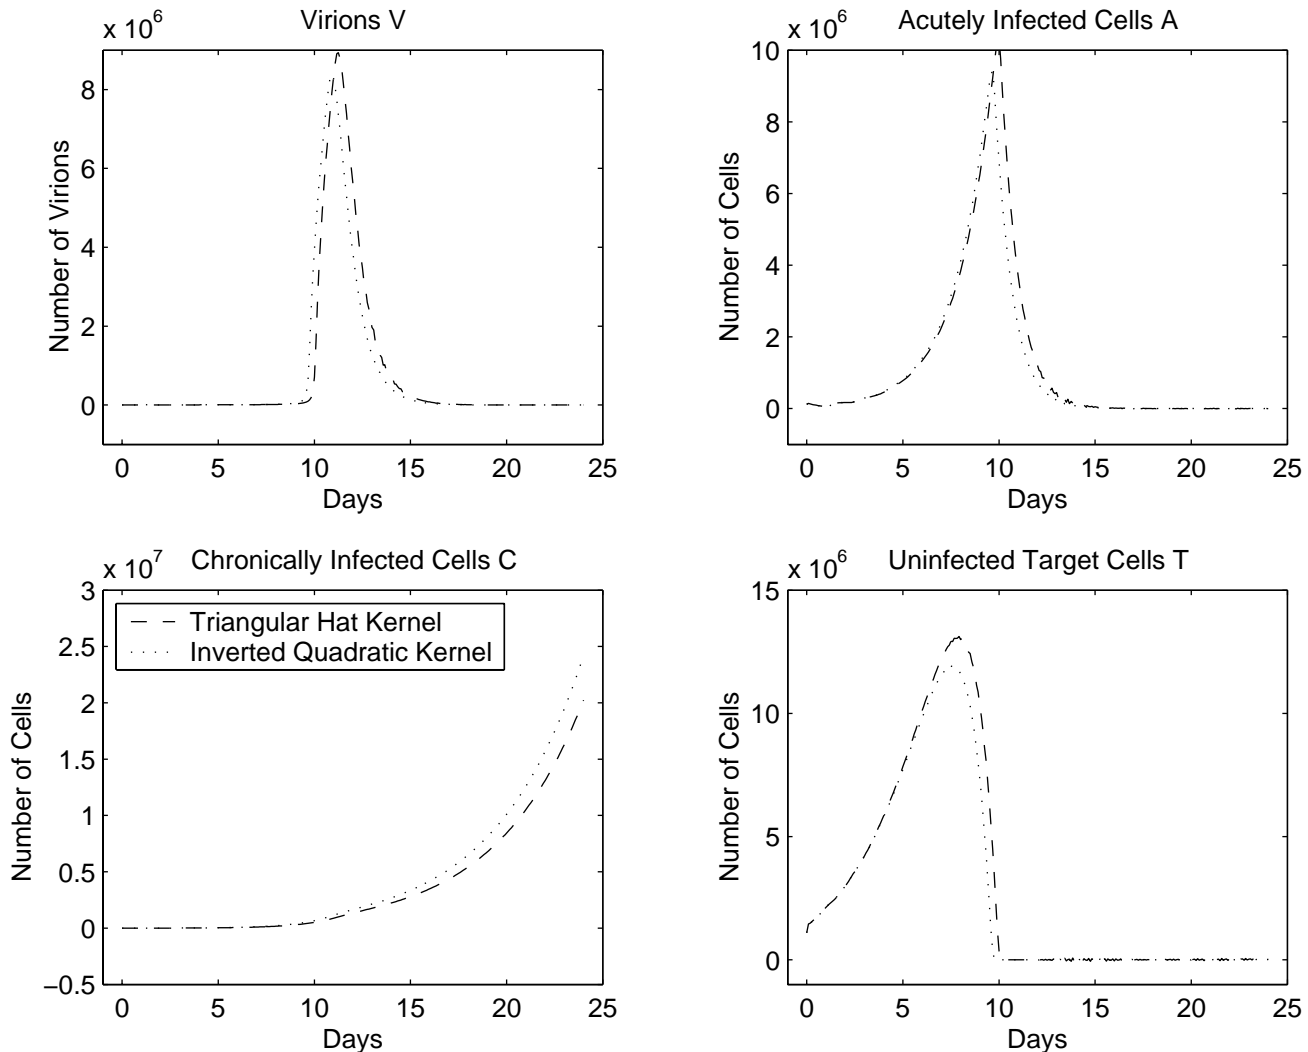 x 10^6
Virions V
8
6
4
2
0
Number of Virions
0
5
10
15
20
25
Days
x 10^6
Acutely Infected Cells A
10
8
6
4
2
0
Number of Cells
0
5
10
15
20
25
Days
x 10^7
Chronically Infected Cells C
3
2.5
2
1.5
1
0.5
0
−0.5
Number of Cells
Triangular Hat Kernel
Inverted Quadratic Kernel
0
5
10
15
20
25
Days
x 10^6
Uninfected Target Cells T
15
10
5
0
Number of Cells
0
5
10
15
20
25
Days